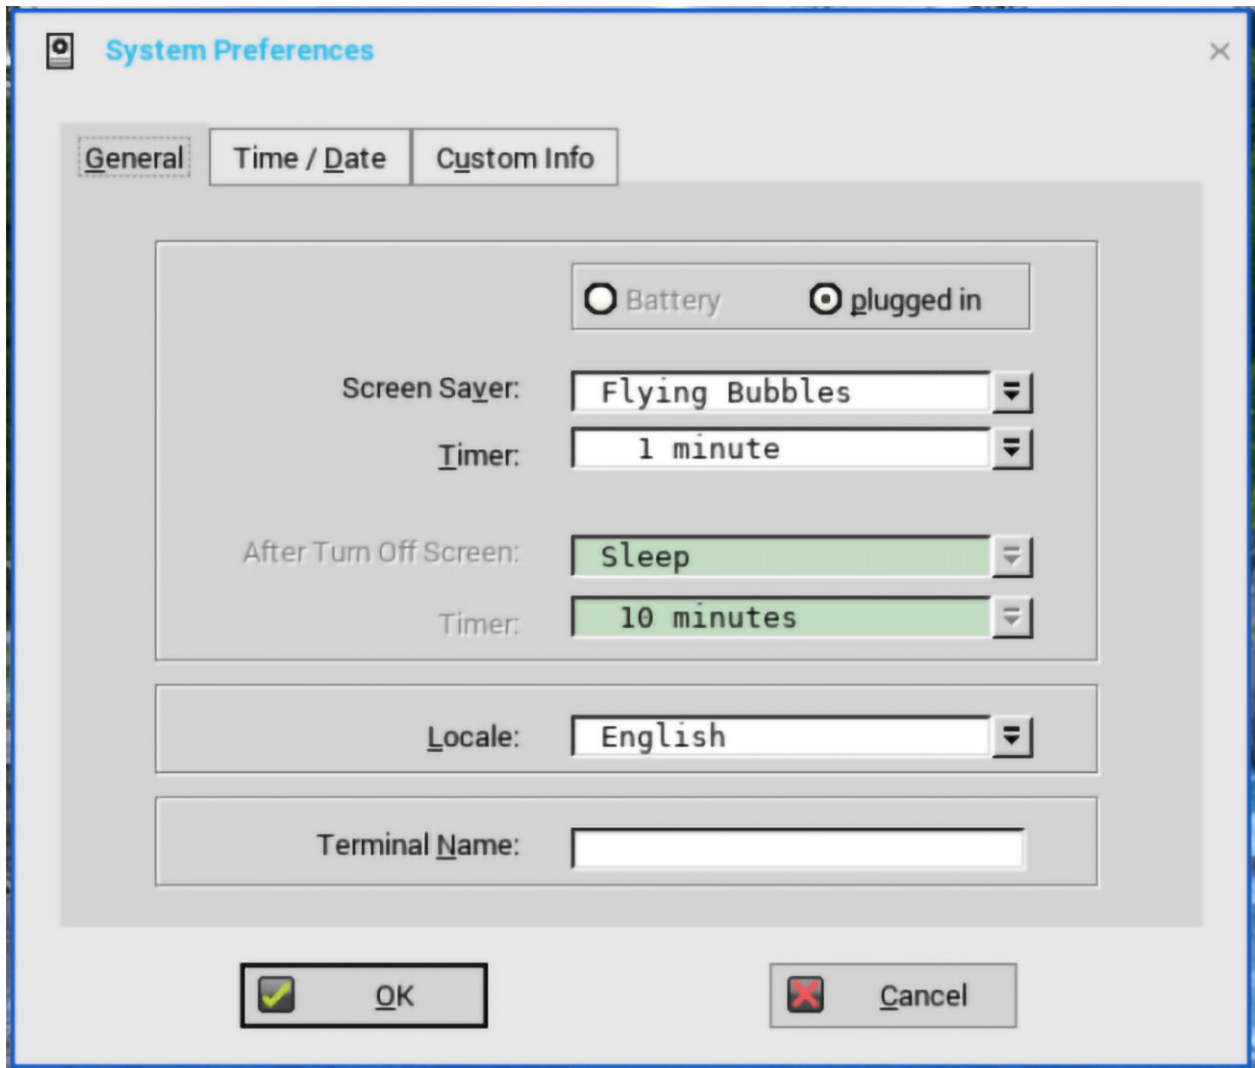 System Preferences
General Time / Date Custom Info
Battery plugged in
Screen Saver: Flying Bubbles
Timer: 1 minute
After Turn Off Screen: Sleep
Timer: 10 minutes
Locale: English
Terminal Name:
OK Cancel